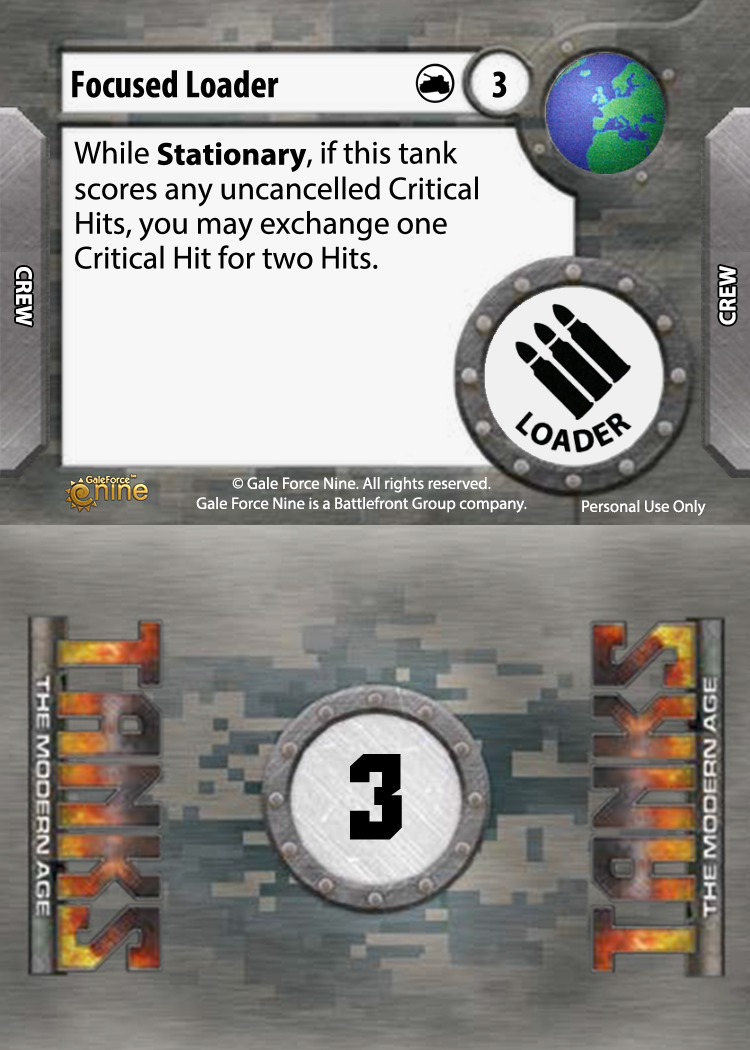 Focused Loader
3
While Stationary, if this tank
scores any uncancelled Critical
Hits, you may exchange one
Critical Hit for two Hits.
CREW
CREW
LOADER
GaleForce™
nine
© Gale Force Nine. All rights reserved.
Gale Force Nine is a Battlefront Group company.
Personal Use Only
TANKS
THE MODERN AGE
3
TANKS
THE MODERN AGE